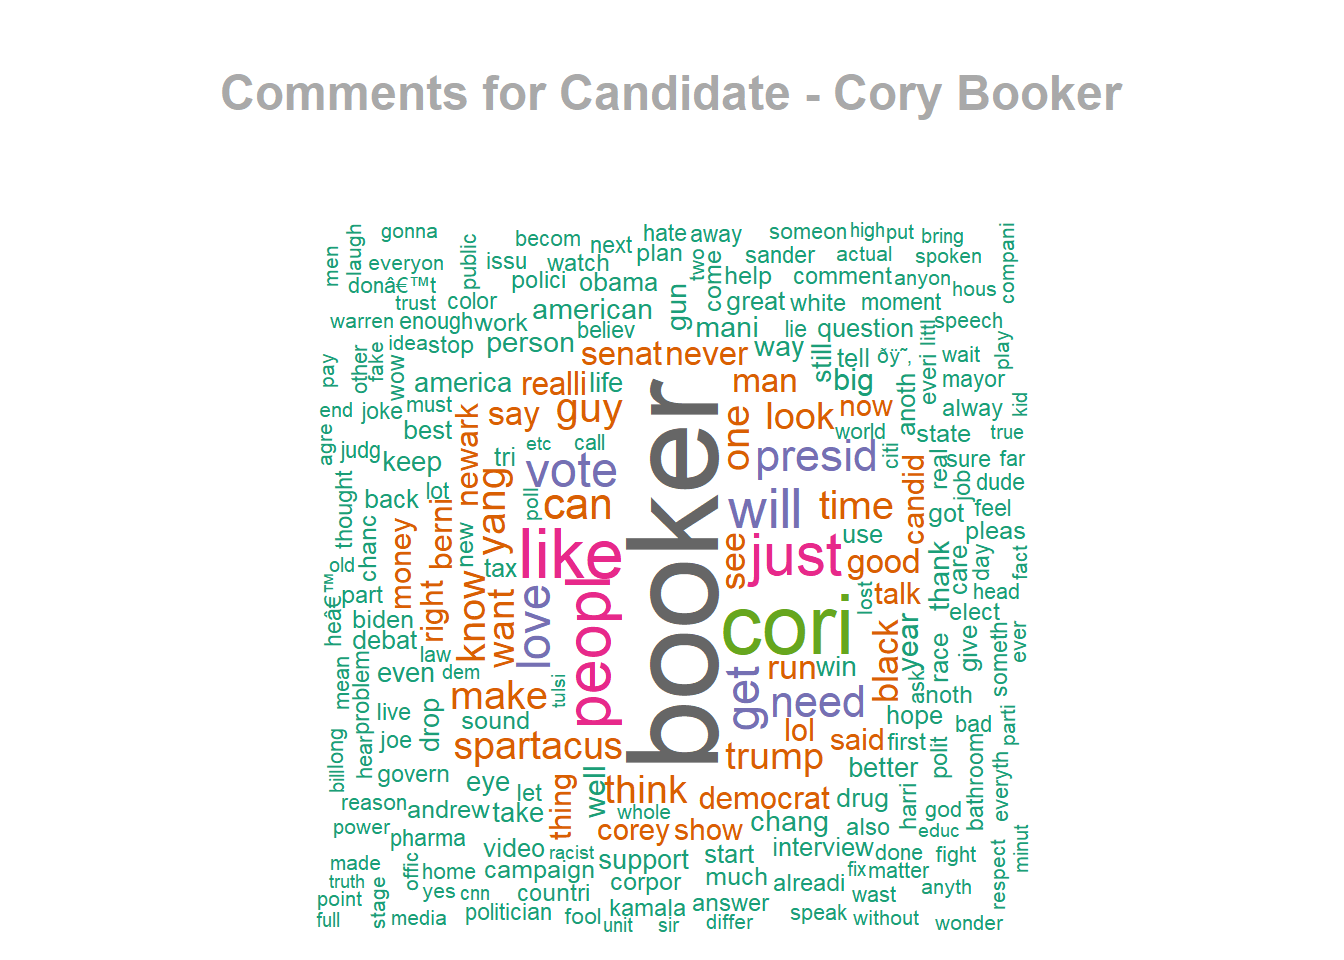 Comments for Candidate - Cory Booker
gonna
laugh
men
everyon
donâ€™t
trust
public
becom
issu
watch
next
hate
away
plan
two
come
someon
high
put
bring
sander
actual
spoken
compani
polici
obama
help
comment
anyon
hous
color
american
gun
great
white
moment
warren
enough
work
believ
mani
lie
question
speech
littl
idea
stop
person
senat
never
way
still
tell
ðŸ˜‚
everi
wait
play
pay
other
fake
wow
america
realli
life
man
big
anoth
mayor
kid
end
joke
must
say
guy
one
look
now
alway
agre
judg
best
newark
etc
call
world
citi
state
true
keep
tri
vote
presid
real
sure
far
thought
back
lot
yang
poll
can
booker
will
time
candid
job
dude
chanc
money
berni
new
got
feel
pleas
tax
like
see
just
use
good
thank
care
day
fact
heâ€™
old
part
right
know
want
love
peopl
cori
lost
talk
head
elect
biden
debat
law
black
year
race
give
someth
ever
mean
problem
even
dem
tulsi
get
run
win
ask
anoth
live
drop
make
need
hope
bad
parti
joe
sound
lol
said
first
polit
hear
spartacus
trump
better
bathroom
everyth
bill
long
govern
eye
well
think
democrat
drug
harri
god
reason
andrew
let
take
thing
whole
corey
show
chang
also
educ
power
pharma
video
racist
support
start
interview
done
fight
minut
made
offic
home
campaign
much
fix
matter
respect
truth
yes
cnn
countri
corpor
alreadi
wast
anyth
point
stage
politician
kamala
answer
speak
without
wonder
full
media
fool
unit
sir
differ